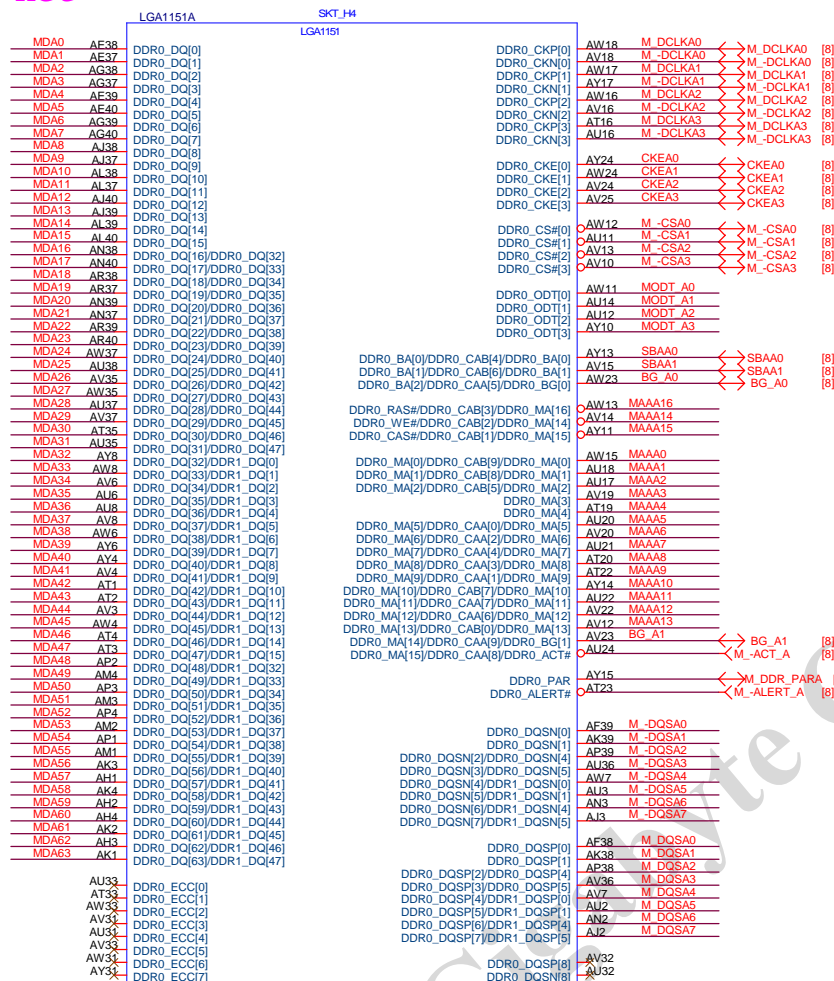 LGA1151A
SKT_H4
LGA1151
MDA0 AE38 DDR0_DQ[0]
MDA1 AE37 DDR0_DQ[1]
MDA2 AG38 DDR0_DQ[2]
MDA3 AG37 DDR0_DQ[3]
MDA4 AE39 DDR0_DQ[4]
MDA5 AE40 DDR0_DQ[5]
MDA6 AG39 DDR0_DQ[6]
MDA7 AG40 DDR0_DQ[7]
MDA8 AJ38 DDR0_DQ[8]
MDA9 AJ37 DDR0_DQ[9]
MDA10 AL38 DDR0_DQ[10]
MDA11 AL37 DDR0_DQ[11]
MDA12 AJ40 DDR0_DQ[12]
MDA13 AJ39 DDR0_DQ[13]
MDA14 AL39 DDR0_DQ[14]
MDA15 AL40 DDR0_DQ[15]
MDA16 AN38 DDR0_DQ[16]/DDR0_DQ[32]
MDA17 AN40 DDR0_DQ[17]/DDR0_DQ[33]
MDA18 AR38 DDR0_DQ[18]/DDR0_DQ[34]
MDA19 AR37 DDR0_DQ[19]/DDR0_DQ[35]
MDA20 AN39 DDR0_DQ[20]/DDR0_DQ[36]
MDA21 AN37 DDR0_DQ[21]/DDR0_DQ[37]
MDA22 AR39 DDR0_DQ[22]/DDR0_DQ[38]
MDA23 AR40 DDR0_DQ[23]/DDR0_DQ[39]
MDA24 AW37 DDR0_DQ[24]/DDR0_DQ[40]
MDA25 AU38 DDR0_DQ[25]/DDR0_DQ[41]
MDA26 AV35 DDR0_DQ[26]/DDR0_DQ[42]
MDA27 AW35 DDR0_DQ[27]/DDR0_DQ[43]
MDA28 AU37 DDR0_DQ[28]/DDR0_DQ[44]
MDA29 AV37 DDR0_DQ[29]/DDR0_DQ[45]
MDA30 AT35 DDR0_DQ[30]/DDR0_DQ[46]
MDA31 AU35 DDR0_DQ[31]/DDR0_DQ[47]
MDA32 AY8 DDR0_DQ[32]/DDR1_DQ[0]
MDA33 AW8 DDR0_DQ[33]/DDR1_DQ[1]
MDA34 AV6 DDR0_DQ[34]/DDR1_DQ[2]
MDA35 AU6 DDR0_DQ[35]/DDR1_DQ[3]
MDA36 AU8 DDR0_DQ[36]/DDR1_DQ[4]
MDA37 AV8 DDR0_DQ[37]/DDR1_DQ[5]
MDA38 AW6 DDR0_DQ[38]/DDR1_DQ[6]
MDA39 AY6 DDR0_DQ[39]/DDR1_DQ[7]
MDA40 AY4 DDR0_DQ[40]/DDR1_DQ[8]
MDA41 AV4 DDR0_DQ[41]/DDR1_DQ[9]
MDA42 AT1 DDR0_DQ[42]/DDR1_DQ[10]
MDA43 AT2 DDR0_DQ[43]/DDR1_DQ[11]
MDA44 AV3 DDR0_DQ[44]/DDR1_DQ[12]
MDA45 AW4 DDR0_DQ[45]/DDR1_DQ[13]
MDA46 AT4 DDR0_DQ[46]/DDR1_DQ[14]
MDA47 AT3 DDR0_DQ[47]/DDR1_DQ[15]
MDA48 AP2 DDR0_DQ[48]/DDR1_DQ[32]
MDA49 AM4 DDR0_DQ[49]/DDR1_DQ[33]
MDA50 AP3 DDR0_DQ[50]/DDR1_DQ[34]
MDA51 AM3 DDR0_DQ[51]/DDR1_DQ[35]
MDA52 AP4 DDR0_DQ[52]/DDR1_DQ[36]
MDA53 AM2 DDR0_DQ[53]/DDR1_DQ[37]
MDA54 AP1 DDR0_DQ[54]/DDR1_DQ[38]
MDA55 AM1 DDR0_DQ[55]/DDR1_DQ[39]
MDA56 AK3 DDR0_DQ[56]/DDR1_DQ[40]
MDA57 AH1 DDR0_DQ[57]/DDR1_DQ[41]
MDA58 AK4 DDR0_DQ[58]/DDR1_DQ[42]
MDA59 AH2 DDR0_DQ[59]/DDR1_DQ[43]
MDA60 AH4 DDR0_DQ[60]/DDR1_DQ[44]
MDA61 AK2 DDR0_DQ[61]/DDR1_DQ[45]
MDA62 AH3 DDR0_DQ[62]/DDR1_DQ[46]
MDA63 AK1 DDR0_DQ[63]/DDR1_DQ[47]
AU33 DDR0_ECC[0]
AT33 DDR0_ECC[1]
AW33 DDR0_ECC[2]
AV31 DDR0_ECC[3]
AU31 DDR0_ECC[4]
AV33 DDR0_ECC[5]
AW31 DDR0_ECC[6]
AY31 DDR0_ECC[7]
DDR0_CKP[0] AW18 M_DCLKA0 M_DCLKA0 [8]
DDR0_CKN[0] AV18 M_-DCLKA0 M_-DCLKA0 [8]
DDR0_CKP[1] AW17 M_DCLKA1 M_DCLKA1 [8]
DDR0_CKN[1] AY17 M_-DCLKA1 M_-DCLKA1 [8]
DDR0_CKP[2] AW16 M_DCLKA2 M_DCLKA2 [8]
DDR0_CKN[2] AV16 M_-DCLKA2 M_-DCLKA2 [8]
DDR0_CKP[3] AT16 M_DCLKA3 M_DCLKA3 [8]
DDR0_CKN[3] AU16 M_-DCLKA3 M_-DCLKA3 [8]
DDR0_CKE[0] AY24 CKEA0 CKEA0 [8]
DDR0_CKE[1] AW24 CKEA1 CKEA1 [8]
DDR0_CKE[2] AV24 CKEA2 CKEA2 [8]
DDR0_CKE[3] AV25 CKEA3 CKEA3 [8]
DDR0_CS#[0] AW12 M_-CSA0 M_-CSA0 [8]
DDR0_CS#[1] AU11 M_-CSA1 M_-CSA1 [8]
DDR0_CS#[2] AV13 M_-CSA2 M_-CSA2 [8]
DDR0_CS#[3] AV10 M_-CSA3 M_-CSA3 [8]
DDR0_ODT[0] AW11 MODT_A0
DDR0_ODT[1] AU14 MODT_A1
DDR0_ODT[2] AU12 MODT_A2
DDR0_ODT[3] AY10 MODT_A3
DDR0_BA[0]/DDR0_CAB[4]/DDR0_BA[0] AY13 SBAA0 SBAA0 [8]
DDR0_BA[1]/DDR0_CAB[6]/DDR0_BA[1] AV15 SBAA1 SBAA1 [8]
DDR0_BA[2]/DDR0_CAA[5]/DDR0_BG[0] AW23 BG_A0 BG_A0 [8]
DDR0_RAS#/DDR0_CAB[3]/DDR0_MA[16] AW13 MAAA16
DDR0_WE#/DDR0_CAB[2]/DDR0_MA[14] AV14 MAAA14
DDR0_CAS#/DDR0_CAB[1]/DDR0_MA[15] AY11 MAAA15
DDR0_MA[0]/DDR0_CAB[9]/DDR0_MA[0] AW15 MAAA0
DDR0_MA[1]/DDR0_CAB[8]/DDR0_MA[1] AU18 MAAA1
DDR0_MA[2]/DDR0_CAB[5]/DDR0_MA[2] AU17 MAAA2
DDR0_MA[3] AV19 MAAA3
DDR0_MA[4] AT19 MAAA4
DDR0_MA[5]/DDR0_CAA[0]/DDR0_MA[5] AU20 MAAA5
DDR0_MA[6]/DDR0_CAA[2]/DDR0_MA[6] AV20 MAAA6
DDR0_MA[7]/DDR0_CAA[4]/DDR0_MA[7] AU21 MAAA7
DDR0_MA[8]/DDR0_CAA[3]/DDR0_MA[8] AT20 MAAA8
DDR0_MA[9]/DDR0_CAA[1]/DDR0_MA[9] AT22 MAAA9
DDR0_MA[10]/DDR0_CAB[7]/DDR0_MA[10] AY14 MAAA10
DDR0_MA[11]/DDR0_CAA[7]/DDR0_MA[11] AU22 MAAA11
DDR0_MA[12]/DDR0_CAA[6]/DDR0_MA[12] AV22 MAAA12
DDR0_MA[13]/DDR0_CAB[0]/DDR0_MA[13] AV12 MAAA13
DDR0_MA[14]/DDR0_CAA[9]/DDR0_BG[1] AV23 BG_A1 BG_A1 [8]
DDR0_MA[15]/DDR0_CAA[8]/DDR0_ACT# AU24 M_-ACT_A [8]
DDR0_PAR AY15 M_DDR_PARA
DDR0_ALERT# AT23 M_-ALERT_A [8]
DDR0_DQSN[0] AF39 M_-DQSA0
DDR0_DQSN[1] AK39 M_-DQSA1
DDR0_DQSN[2]/DDR0_DQSN[4] AP39 M_-DQSA2
DDR0_DQSN[3]/DDR0_DQSN[5] AU36 M_-DQSA3
DDR0_DQSN[4]/DDR1_DQSN[0] AW7 M_-DQSA4
DDR0_DQSN[5]/DDR1_DQSN[1] AU3 M_-DQSA5
DDR0_DQSN[6]/DDR1_DQSN[4] AN3 M_-DQSA6
DDR0_DQSN[7]/DDR1_DQSN[5] AJ3 M_-DQSA7
DDR0_DQSP[0] AF38 M_DQSA0
DDR0_DQSP[1] AK38 M_DQSA1
DDR0_DQSP[2]/DDR0_DQSP[4] AP38 M_DQSA2
DDR0_DQSP[3]/DDR0_DQSP[5] AV36 M_DQSA3
DDR0_DQSP[4]/DDR1_DQSP[0] AV7 M_DQSA4
DDR0_DQSP[5]/DDR1_DQSP[1] AU2 M_DQSA5
DDR0_DQSP[6]/DDR1_DQSP[4] AN2 M_DQSA6
DDR0_DQSP[7]/DDR1_DQSP[5] AJ2 M_DQSA7
DDR0_DQSP[8] AV32
DDR0_DQSN[8] AU32
Gigabyte